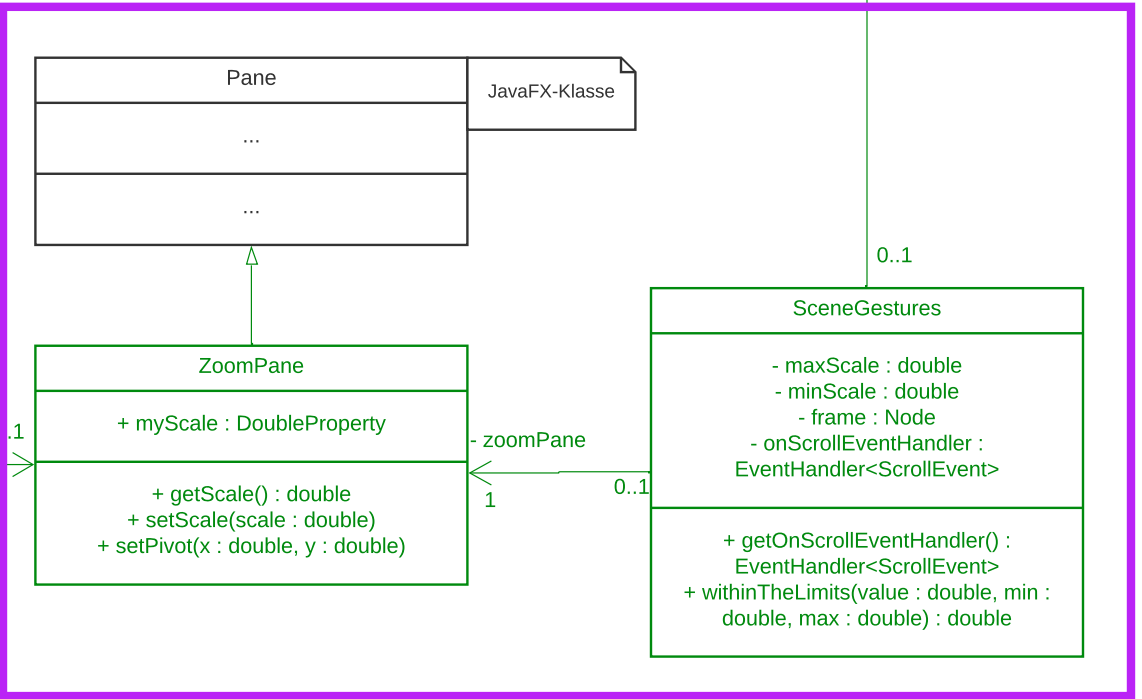 Pane
JavaFX-Klasse
...
...
0..1
SceneGestures
- maxScale : double
- minScale : double
- frame : Node
- onScrollEventHandler :
EventHandler<ScrollEvent>
+ getOnScrollEventHandler() :
EventHandler<ScrollEvent>
+ withinTheLimits(value : double, min :
double, max : double) : double
ZoomPane
+ myScale : DoubleProperty
+ getScale() : double
+ setScale(scale : double)
+ setPivot(x : double, y : double)
.1
- zoomPane
1
0..1